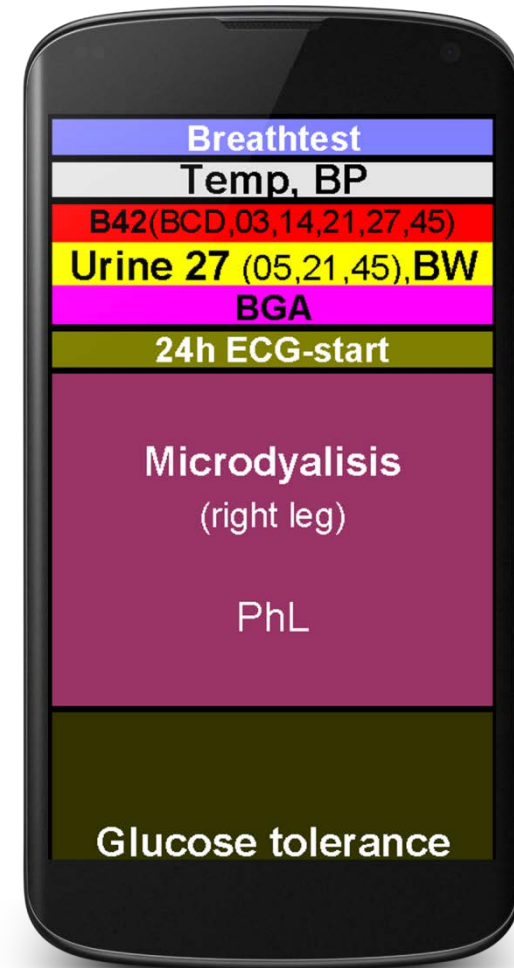 Breathtest
Temp, BP
B42(BCD,03,14,21,27,45)
Urine 27 (05,21,45),BW
BGA
24h ECG-start
Microdyalisis
(right leg)
PhL
Glucose tolerance